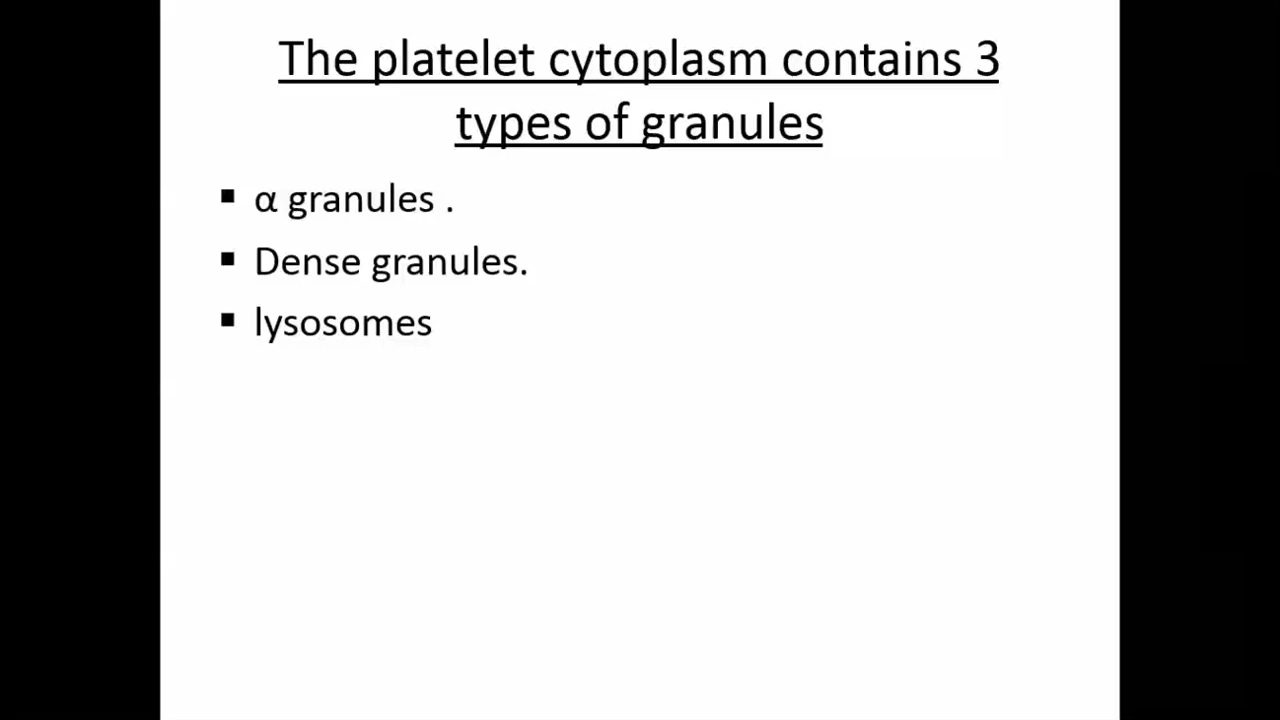 The platelet cytoplasm contains 3
types of granules
▪ α granules .
▪ Dense granules.
▪ lysosomes